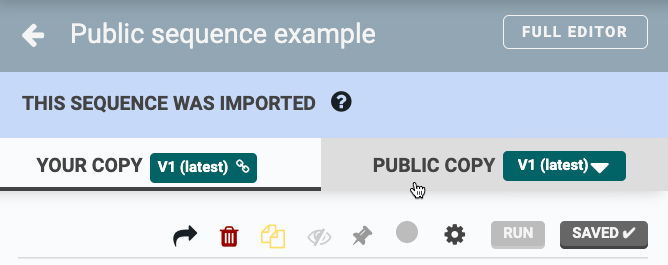 Public sequence example
FULL EDITOR
THIS SEQUENCE WAS IMPORTED ?
YOUR COPY V1 (latest)
PUBLIC COPY V1 (latest)
RUN
SAVED ✔